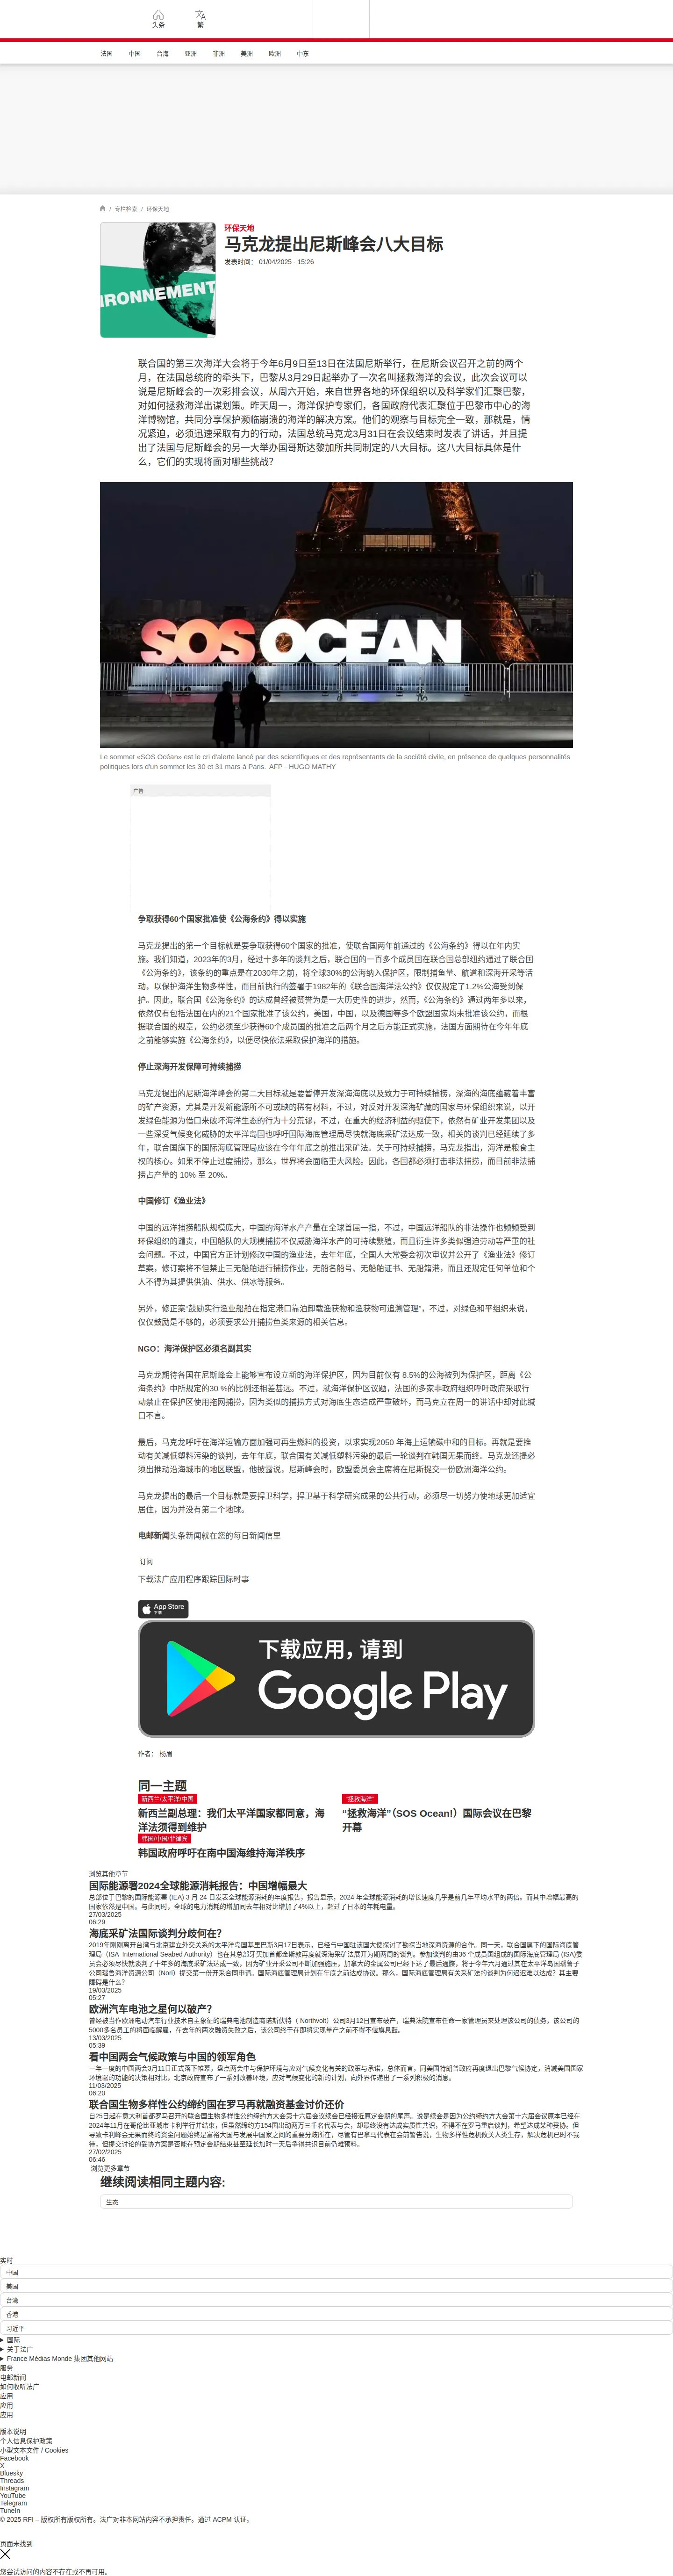 头条
繁
法国 中国 台海 亚洲 非洲 美洲 欧洲 中东
/ 专栏检索 / 环保天地
IRONNEMENT
环保天地
马克龙提出尼斯峰会八大目标
发表时间： 01/04/2025 - 15:26
联合国的第三次海洋大会将于今年6月9日至13日在法国尼斯举行，在尼斯会议召开之前的两个
月，在法国总统府的牵头下，巴黎从3月29日起举办了一次名叫拯救海洋的会议，此次会议可以
说是尼斯峰会的一次彩排会议，从周六开始，来自世界各地的环保组织以及科学家们汇聚巴黎，
对如何拯救海洋出谋划策。昨天周一，海洋保护专家们，各国政府代表汇聚位于巴黎市中心的海
洋博物馆，共同分享保护濒临崩溃的海洋的解决方案。他们的观察与目标完全一致，那就是，情
况紧迫，必须迅速采取有力的行动，法国总统马克龙3月31日在会议结束时发表了讲话，并且提
出了法国与尼斯峰会的另一大举办国哥斯达黎加所共同制定的八大目标。这八大目标具体是什
么，它们的实现将面对哪些挑战？
SOS OCEAN
Le sommet «SOS Océan» est le cri d'alerte lancé par des scientifiques et des représentants de la société civile, en présence de quelques personnalités
politiques lors d'un sommet les 30 et 31 mars à Paris. AFP - HUGO MATHY
广告
争取获得60个国家批准使《公海条约》得以实施
马克龙提出的第一个目标就是要争取获得60个国家的批准，使联合国两年前通过的《公海条约》得以在年内实
施。我们知道，2023年的3月，经过十多年的谈判之后，联合国的一百多个成员国在联合国总部纽约通过了联合国
《公海条约》，该条约的重点是在2030年之前，将全球30%的公海纳入保护区，限制捕鱼量、航道和深海开采等活
动，以保护海洋生物多样性，而目前执行的签署于1982年的《联合国海洋法公约》仅仅规定了1.2%公海受到保
护。因此，联合国《公海条约》的达成曾经被赞誉为是一大历史性的进步，然而，《公海条约》通过两年多以来，
依然仅有包括法国在内的21个国家批准了该公约，美国，中国，以及德国等多个欧盟国家均未批准该公约，而根
据联合国的规章，公约必须至少获得60个成员国的批准之后两个月之后方能正式实施，法国方面期待在今年年底
之前能够实施《公海条约》，以便尽快依法采取保护海洋的措施。
停止深海开发保障可持续捕捞
马克龙提出的尼斯海洋峰会的第二大目标就是要暂停开发深海海底以及致力于可持续捕捞，深海的海底蕴藏着丰富
的矿产资源，尤其是开发新能源所不可或缺的稀有材料，不过，对反对开发深海矿藏的国家与环保组织来说，以开
发绿色能源为借口来破坏海洋生态的行为十分荒谬，不过，在重大的经济利益的驱使下，依然有矿业开发集团以及
一些深受气候变化威胁的太平洋岛国也呼吁国际海底管理局尽快就海底采矿法达成一致，相关的谈判已经延续了多
年，联合国旗下的国际海底管理局应该在今年年底之前推出采矿法。关于可持续捕捞，马克龙指出，海洋是粮食主
权的核心。如果不停止过度捕捞，那么，世界将会面临重大风险。因此，各国都必须打击非法捕捞，而目前非法捕
捞占产量的 10% 至 20%。
中国修订《渔业法》
中国的远洋捕捞船队规模庞大，中国的海洋水产产量在全球首屈一指，不过，中国远洋船队的非法操作也频频受到
环保组织的谴责，中国船队的大规模捕捞不仅威胁海洋水产的可持续繁殖，而且衍生许多类似强迫劳动等严重的社
会问题。不过，中国官方正计划修改中国的渔业法，去年年底，全国人大常委会初次审议并公开了《渔业法》修订
草案，修订案将不但禁止三无船舶进行捕捞作业，无船名船号、无船舶证书、无船籍港，而且还规定任何单位和个
人不得为其提供供油、供水、供冰等服务。
另外，修正案“鼓励实行渔业船舶在指定港口靠泊卸载渔获物和渔获物可追溯管理”，不过，对绿色和平组织来说，
仅仅鼓励是不够的，必须要求公开捕捞鱼类来源的相关信息。
NGO：海洋保护区必须名副其实
马克龙期待各国在尼斯峰会上能够宣布设立新的海洋保护区，因为目前仅有 8.5%的公海被列为保护区，距离《公
海条约》中所规定的30 %的比例还相差甚远。不过，就海洋保护区议题，法国的多家非政府组织呼吁政府采取行
动禁止在保护区使用拖网捕捞，因为类似的捕捞方式对海底生态造成严重破坏，而马克立在周一的讲话中却对此缄
口不言。
最后，马克龙呼吁在海洋运输方面加强可再生燃料的投资，以求实现2050 年海上运输碳中和的目标。再就是要推
动有关减低塑料污染的谈判，去年年底，联合国有关减低塑料污染的最后一轮谈判在韩国无果而终。马克龙还提必
须出推动沿海城市的地区联盟，他披露说，尼斯峰会时，欧盟委员会主席将在尼斯提交一份欧洲海洋公约。
马克龙提出的最后一个目标就是要捍卫科学，捍卫基于科学研究成果的公共行动，必须尽一切努力使地球更加适宜
居住，因为并没有第二个地球。
电邮新闻头条新闻就在您的每日新闻信里
订阅
下载法广应用程序跟踪国际时事
App Store
下载
下载应用，请到
Google Play
作者： 杨眉
同一主题
新西兰/太平洋/中国
新西兰副总理：我们太平洋国家都同意，海
洋法须得到维护
“拯救海洋”
“拯救海洋”（SOS Ocean!）国际会议在巴黎
开幕
韩国/中国/菲律宾
韩国政府呼吁在南中国海维持海洋秩序
浏览其他章节
国际能源署2024全球能源消耗报告：中国增幅最大
总部位于巴黎的国际能源署 (IEA) 3 月 24 日发表全球能源消耗的年度报告，报告显示，2024 年全球能源消耗的增长速度几乎是前几年平均水平的两倍。而其中增幅最高的
国家依然是中国。与此同时，全球的电力消耗的增加同去年相对比增加了4%以上，超过了日本的年耗电量。
27/03/2025
06:29
海底采矿法国际谈判分歧何在？
2019年刚刚离开台湾与北京建立外交关系的太平洋岛国基里巴斯3月17日表示，已经与中国驻该国大使探讨了勘探当地深海资源的合作。同一天，联合国属下的国际海底管
理局（ISA International Seabed Authority）也在其总部牙买加首都金斯敦再度就深海采矿法展开为期两周的谈判。参加谈判的由36 个成员国组成的国际海底管理局 (ISA)委
员会必须尽快就谈判了十年多的海底采矿法达成一致，因为矿业开采公司不断加强施压，加拿大的金属公司已经下达了最后通牒，将于今年六月通过其在太平洋岛国瑙鲁子
公司瑙鲁海洋资源公司（Nori）提交第一份开采合同申请。国际海底管理局计划在年底之前达成协议。那么，国际海底管理局有关采矿法的谈判为何迟迟难以达成？其主要
障碍是什么？
19/03/2025
05:27
欧洲汽车电池之星何以破产？
曾经被当作欧洲电动汽车行业技术自主象征的瑞典电池制造商诺斯伏特（ Northvolt）公司3月12日宣布破产，瑞典法院宣布任命一家管理员来处理该公司的债务，该公司的
5000多名员工的将面临解雇，在去年的两次融资失败之后，该公司终于在即将实现量产之前不得不偃旗息鼓。
13/03/2025
05:39
看中国两会气候政策与中国的领军角色
一年一度的中国两会3月11日正式落下帷幕，盘点两会中与保护环境与应对气候变化有关的政策与承诺，总体而言，同美国特朗普政府再度退出巴黎气候协定，消减美国国家
环境署的功能的决策相对比，北京政府宣布了一系列改善环境，应对气候变化的新的计划，向外界传递出了一系列积极的消息。
11/03/2025
06:20
联合国生物多样性公约缔约国在罗马再就融资基金讨价还价
自25日起在意大利首都罗马召开的联合国生物多样性公约缔约方大会第十六届会议续会已经接近原定会期的尾声。说是续会是因为公约缔约方大会第十六届会议原本已经在
2024年11月在哥伦比亚城市卡利举行并结束，但虽然缔约方154国出动两万三千名代表与会，却最终没有达成实质性共识，不得不在罗马重启谈判，希望达成某种妥协。但
导致卡利峰会无果而终的资金问题始终是富裕大国与发展中国家之间的重要分歧所在，尽管有巴拿马代表在会前警告说，生物多样性危机攸关人类生存，解决危机已时不我
待，但提交讨论的妥协方案是否能在预定会期结束甚至延长加时一天后争得共识目前仍难预料。
27/02/2025
06:46
浏览更多章节
继续阅读相同主题内容:
生态
实时
中国
美国
台湾
香港
习近平
国际
关于法广
France Médias Monde 集团其他网站
服务
电邮新闻
如何收听法广
应用
应用
应用
版本说明
个人信息保护政策
小型文本文件 / Cookies
Facebook
X
Bluesky
Threads
Instagram
YouTube
Telegram
TuneIn
© 2025 RFI – 版权所有版权所有。法广对非本网站内容不承担责任。通过 ACPM 认证。
页面未找到
您尝试访问的内容不存在或不再可用。